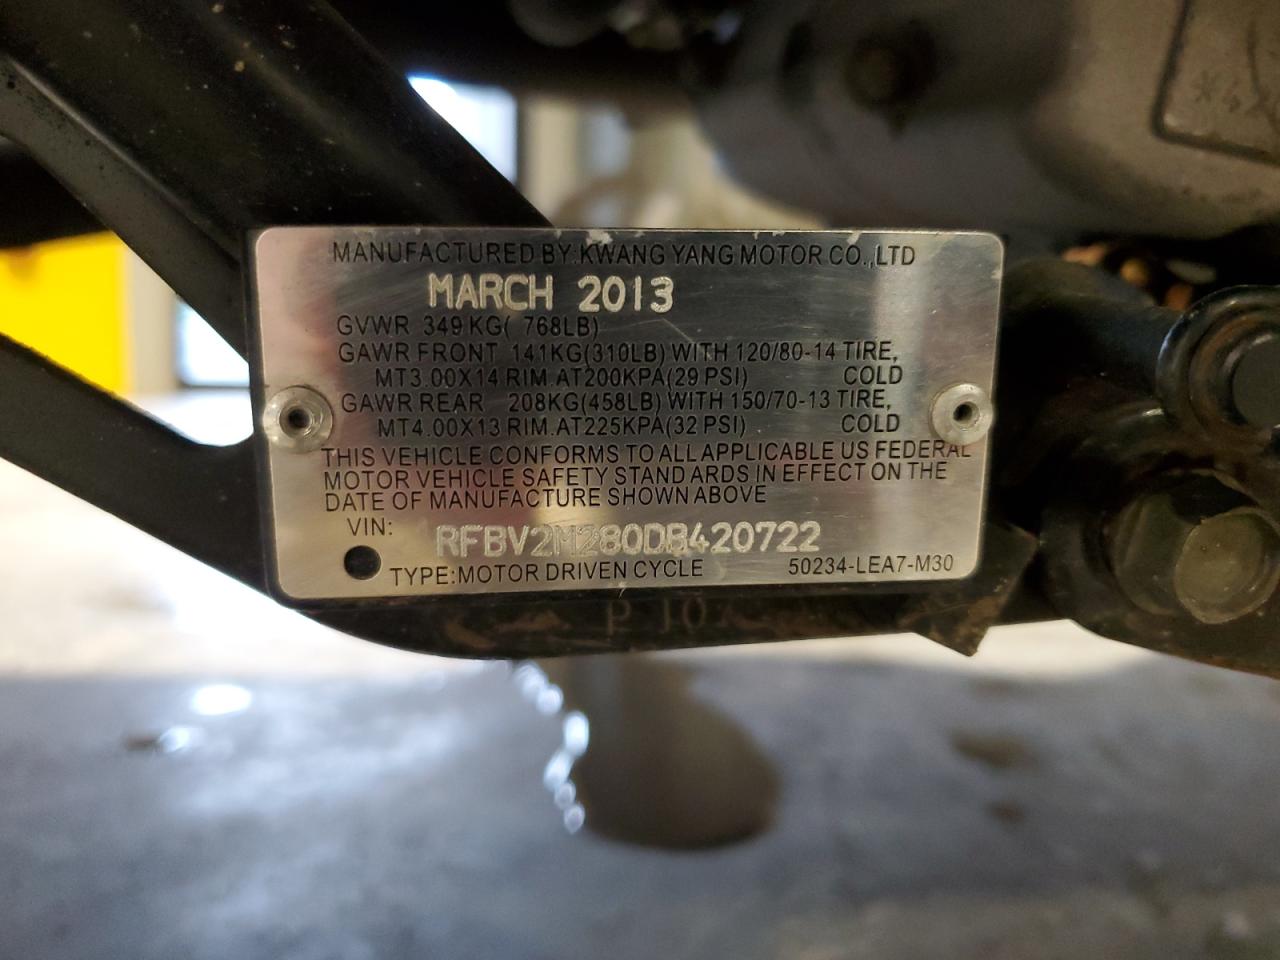 MANUFACTURED BY.KWANG YANG MOTOR CO.,LTD
MARCH 2013
GVWR 349 KG( 768LB)
GAWR FRONT 141KG(310LB) WITH 120/80-14 TIRE,
MT3.00X14 RIM.AT200KPA(29 PSI) COLD
GAWR REAR 208KG(458LB) WITH 150/70-13 TIRE,
MT4.00X13 RIM.AT225KPA(32 PSI) COLD
THIS VEHICLE CONFORMS TO ALL APPLICABLE US FEDERAL
MOTOR VEHICLE SAFETY STANDARDS IN EFFECT ON THE
DATE OF MANUFACTURE SHOWN ABOVE
VIN: RFBV2M280DB420722
TYPE:MOTOR DRIVEN CYCLE 50234-LEA7-M30
P 10